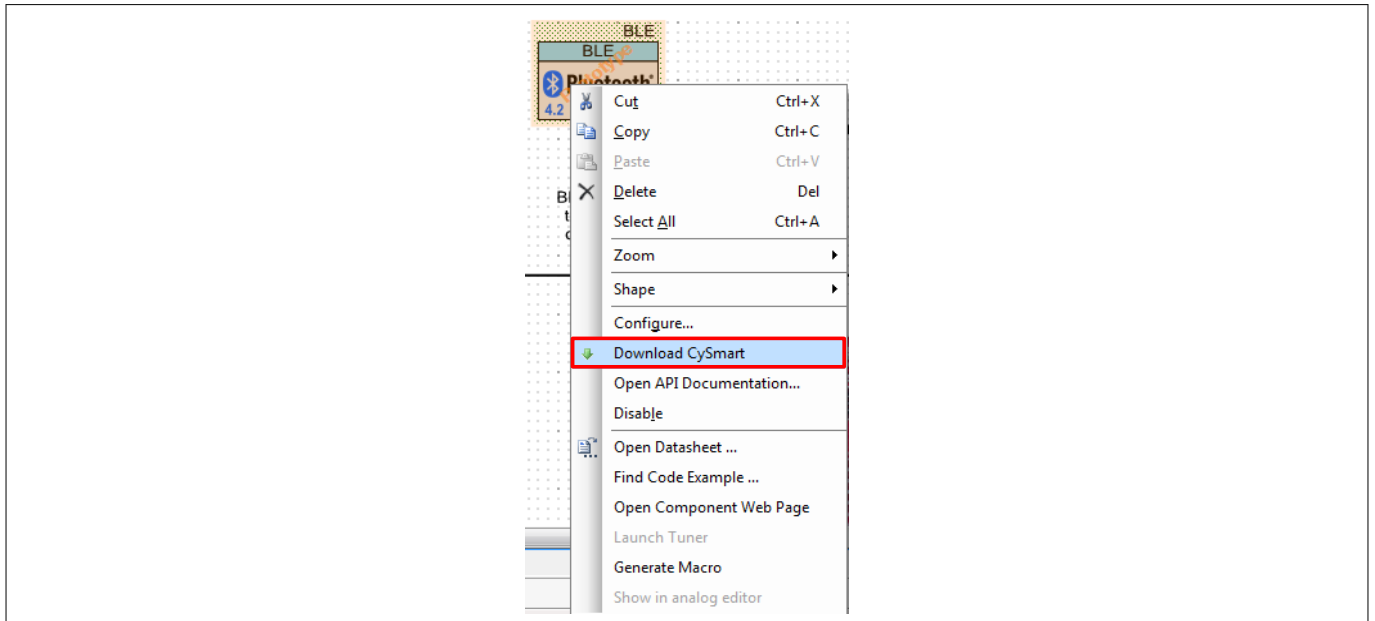 BLE
BLE
Bluetooth
4.2
Cut Ctrl+X
Copy Ctrl+C
Paste Ctrl+V
Delete Del
Select All Ctrl+A
Zoom
Shape
Configure...
Download CySmart
Open API Documentation...
Disable
Open Datasheet ...
Find Code Example ...
Open Component Web Page
Launch Tuner
Generate Macro
Show in analog editor